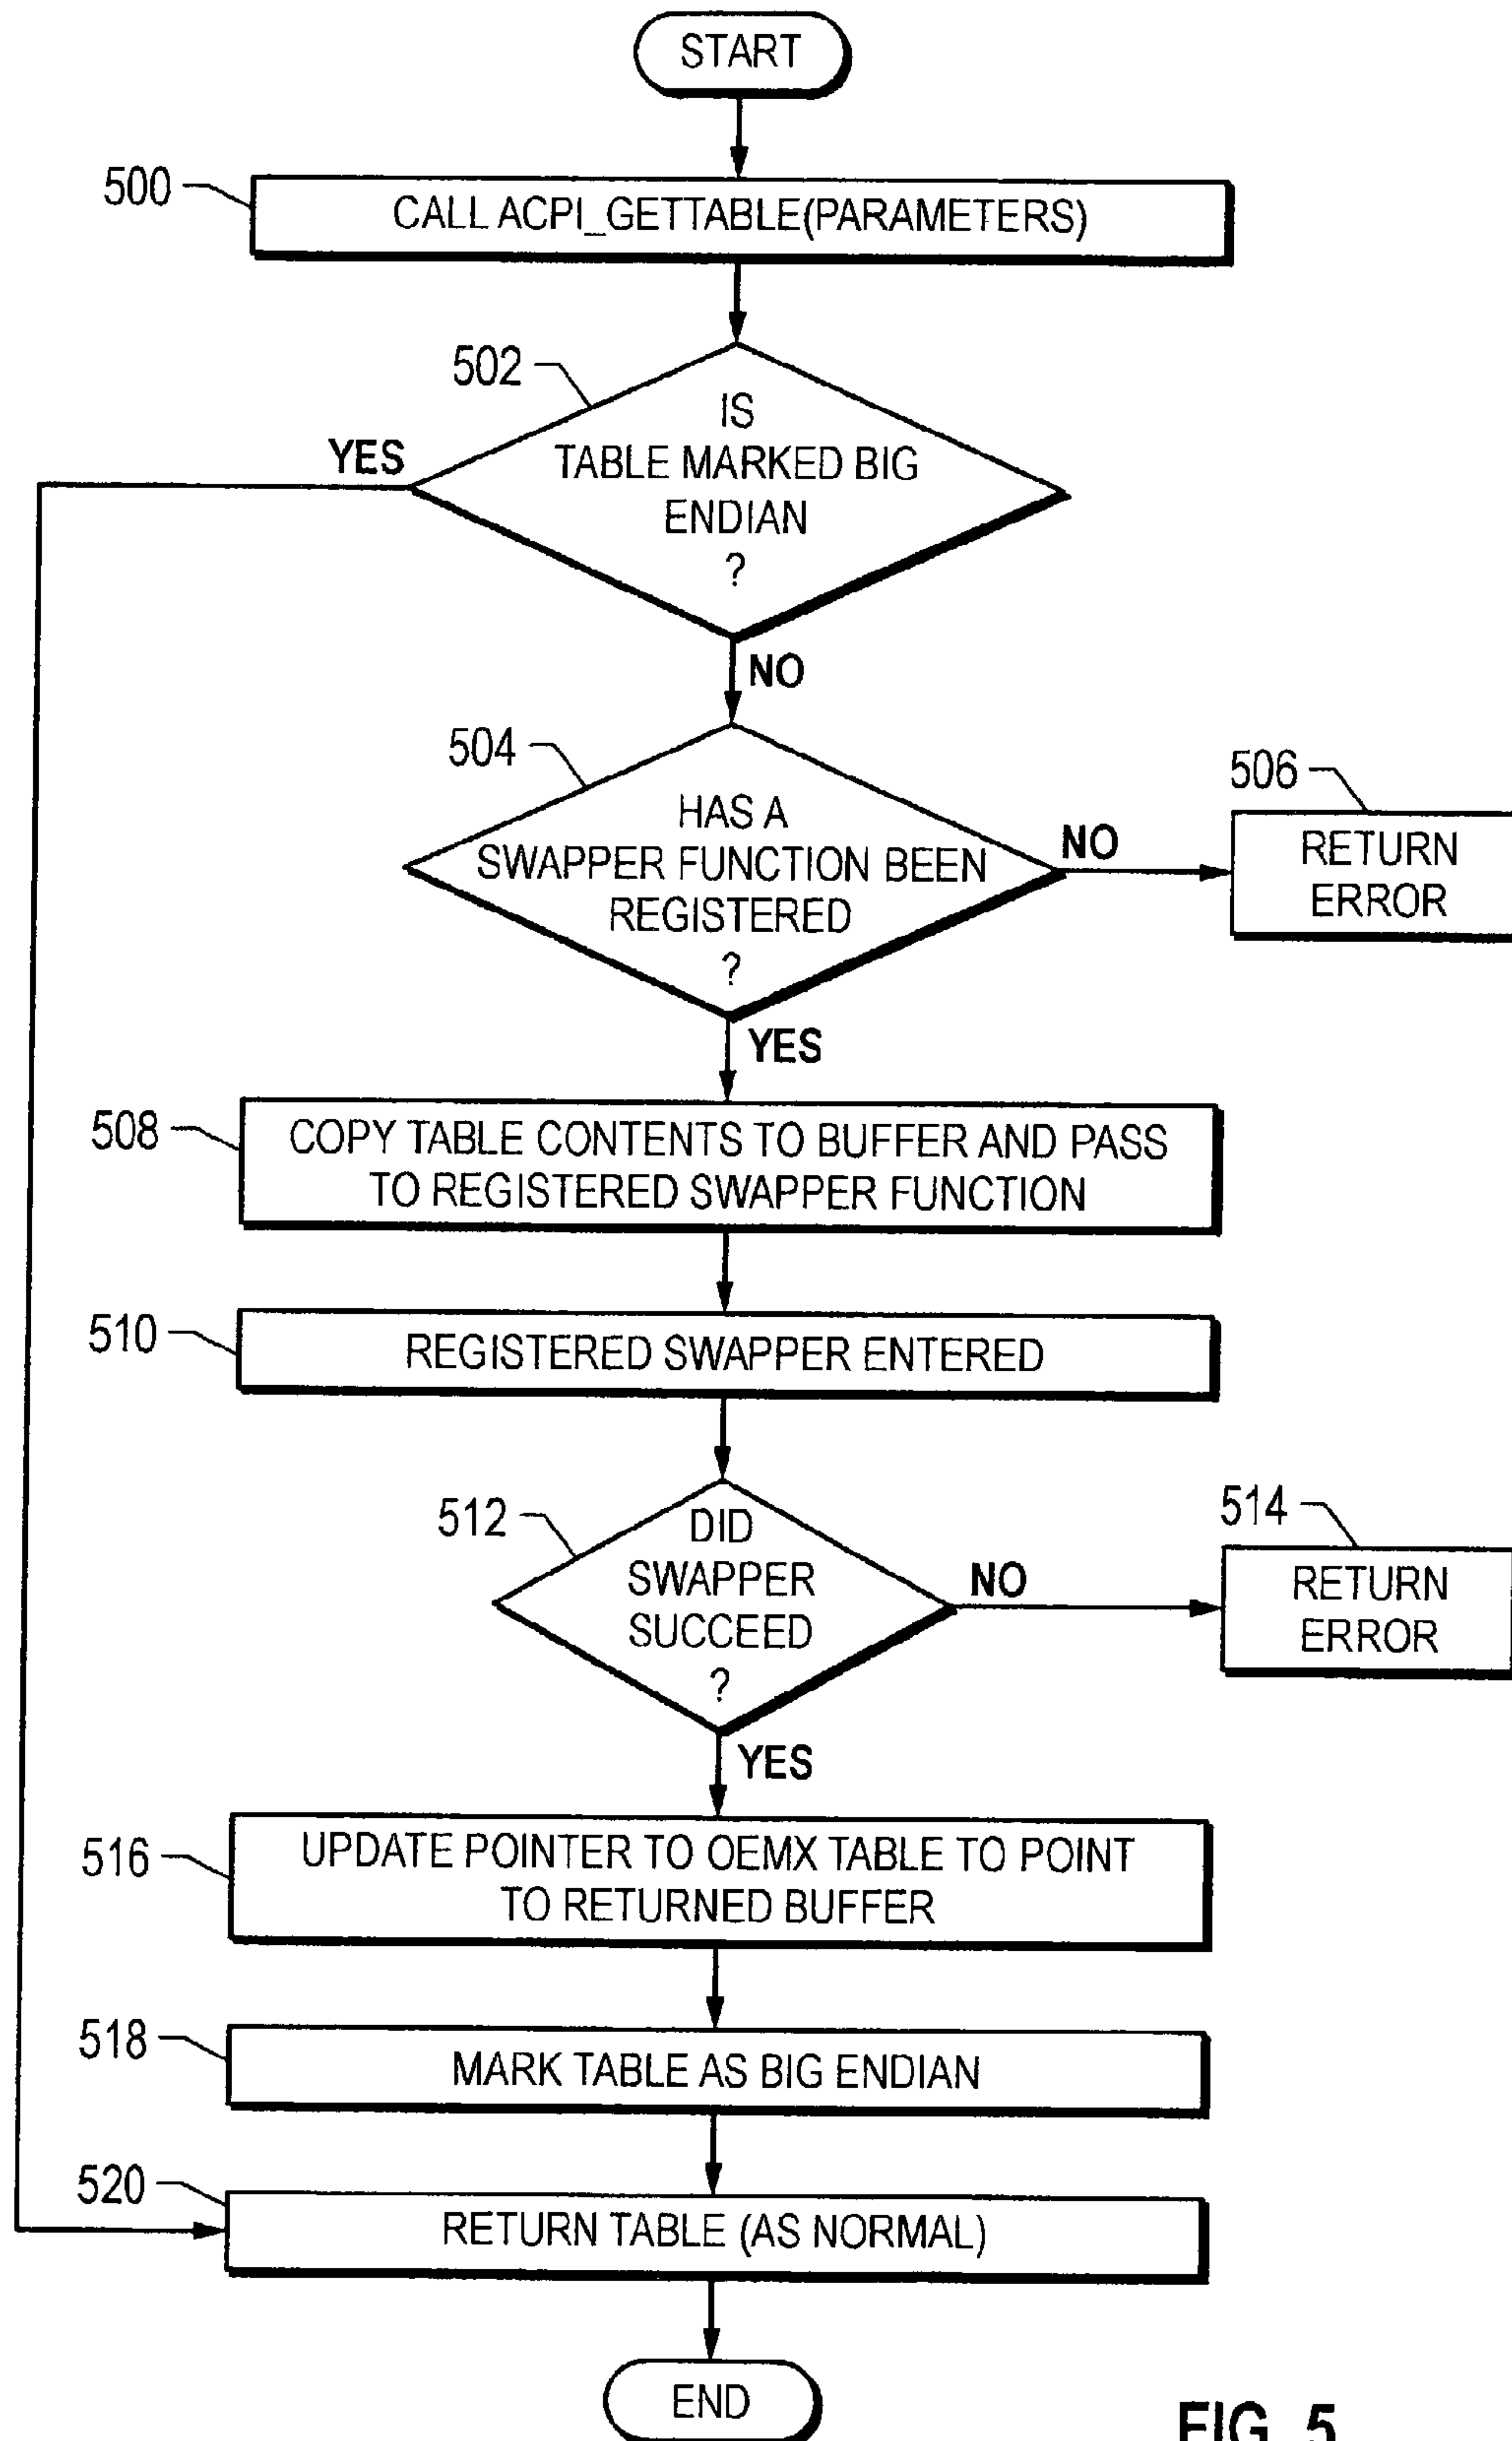 START
500
CALL ACPI_GETTABLE(PARAMETERS)
502
IS
TABLE MARKED BIG
ENDIAN
?
YES
NO
504
HAS A
SWAPPER FUNCTION BEEN
REGISTERED
?
NO
506
RETURN
ERROR
YES
508
COPY TABLE CONTENTS TO BUFFER AND PASS
TO REGISTERED SWAPPER FUNCTION
510
REGISTERED SWAPPER ENTERED
512
DID
SWAPPER
SUCCEED
?
NO
514
RETURN
ERROR
YES
516
UPDATE POINTER TO OEMX TABLE TO POINT
TO RETURNED BUFFER
518
MARK TABLE AS BIG ENDIAN
520
RETURN TABLE (AS NORMAL)
END
FIG. 5